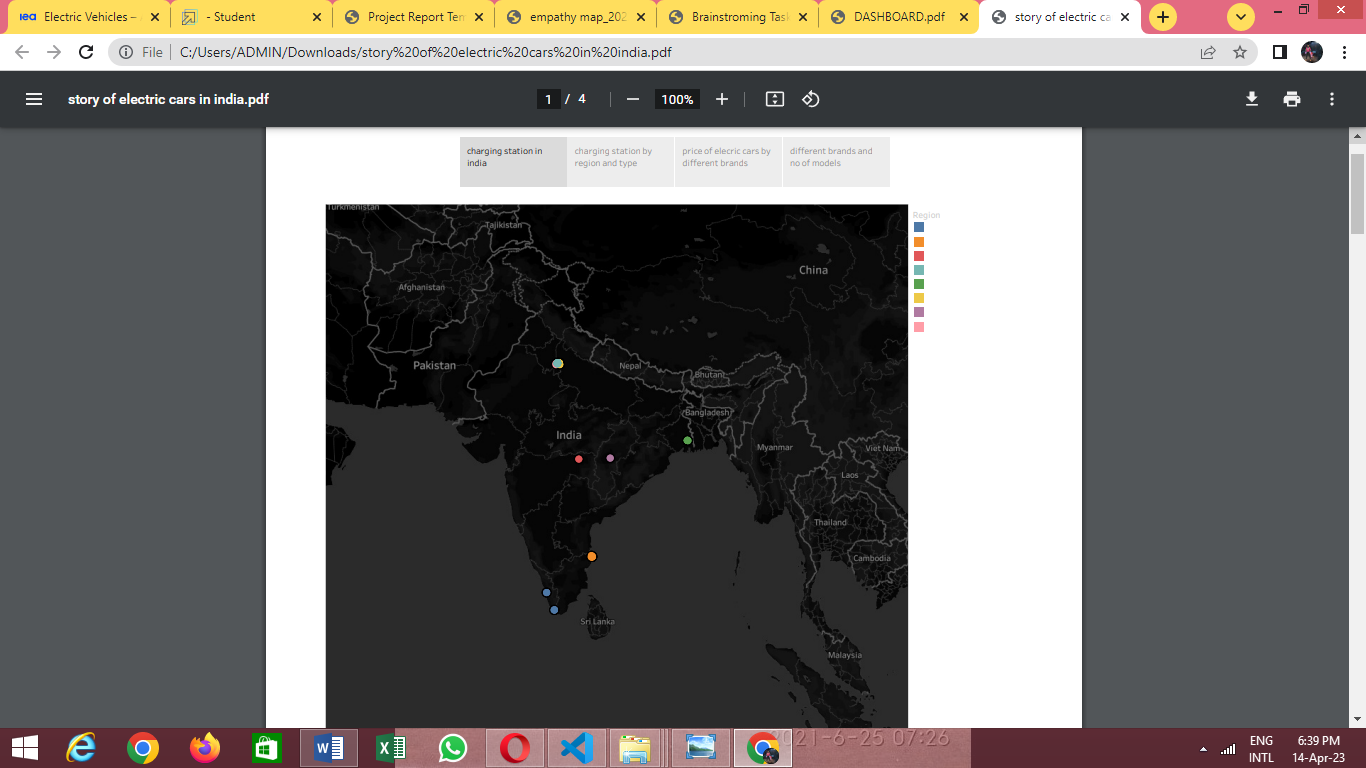 Electric Vehicles –
- Student
Project Report Tem
empathy map_202
Brainstroming Task
DASHBOARD.pdf
story of electric ca
File
C:/Users/ADMIN/Downloads/story%20of%20electric%20cars%20in%20india.pdf
story of electric cars in india.pdf
1 / 4
100%
charging station in
india
charging station by
region and type
price of elecric cars by
different brands
different brands and
no of models
Region
Turkmenistan
Tajikistan
China
Afghanistan
Pakistan
Nepal
Bhutan
Bangladesh
India
Myanmar
Viet Nam
Laos
Thailand
Cambodia
Sri Lanka
Malaysia
2021-6-25 07:26
ENG
INTL
6:39 PM
14-Apr-23